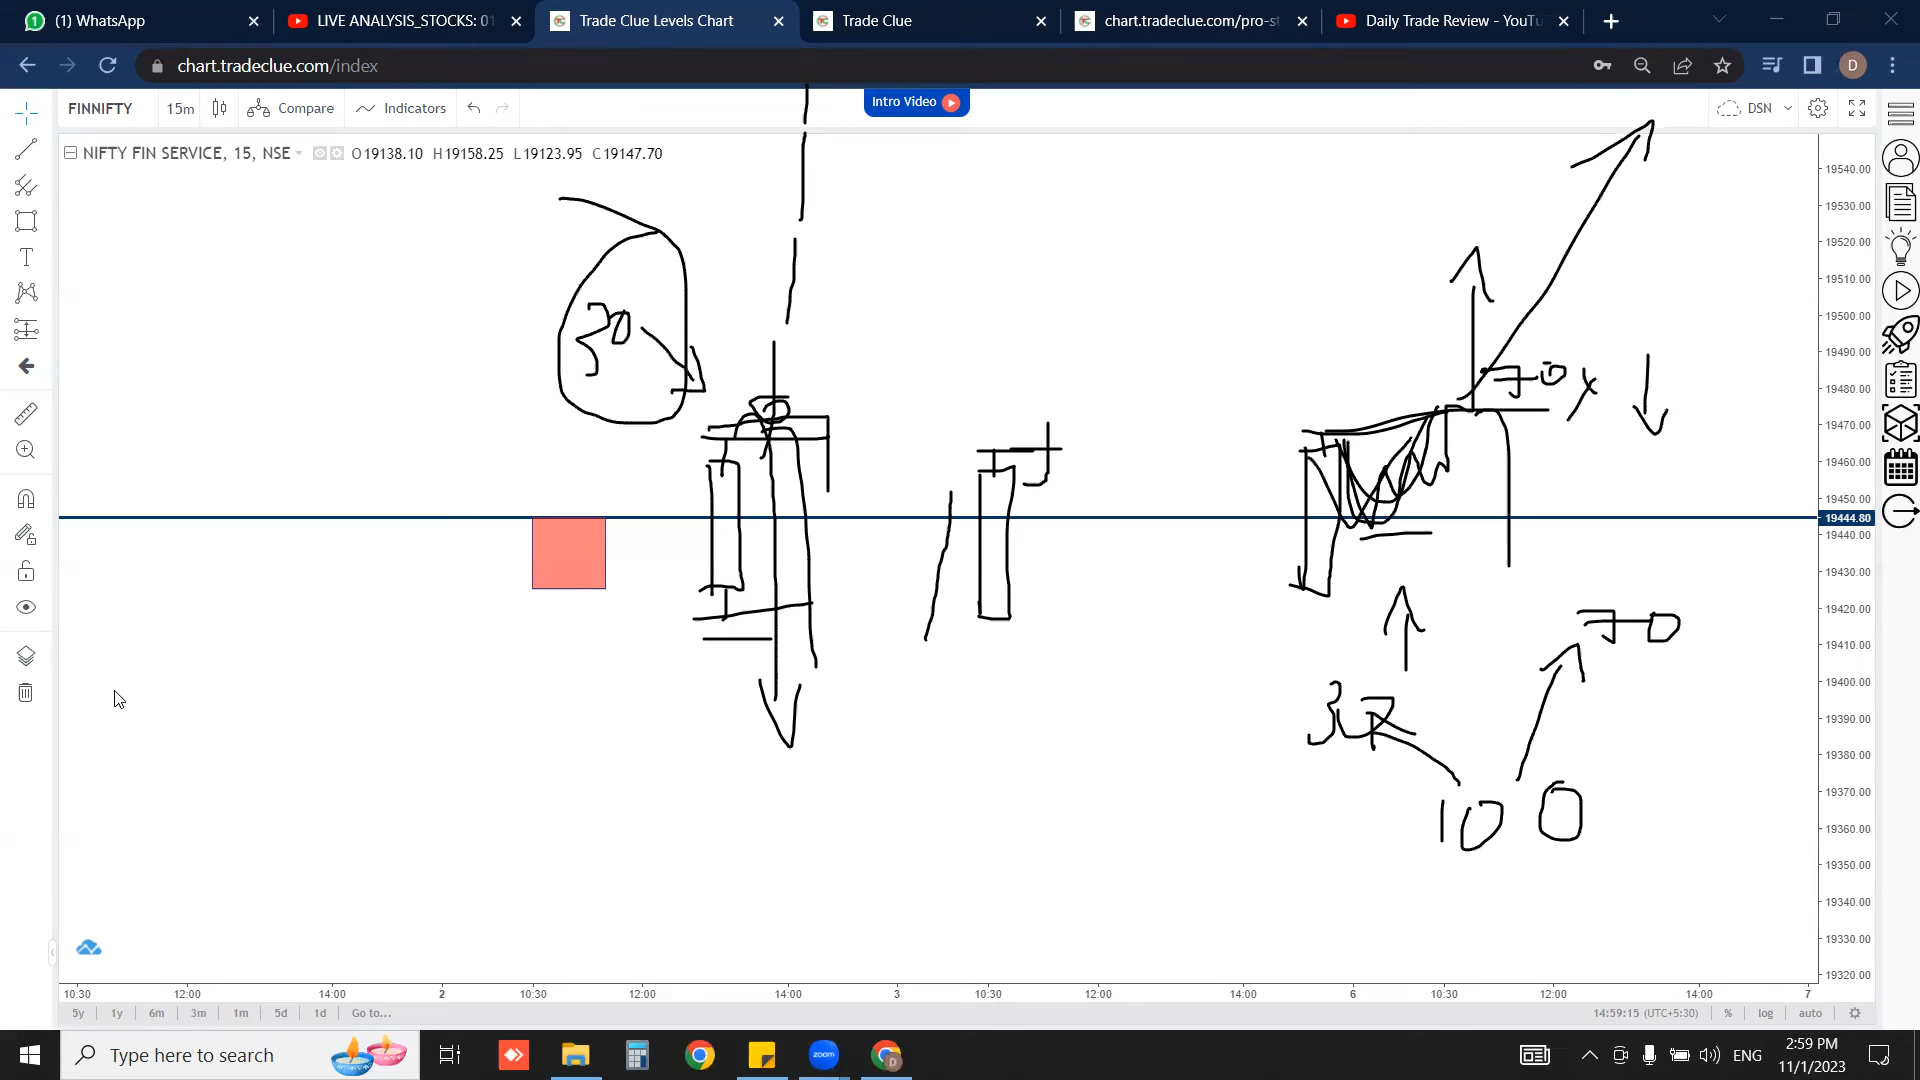 (1) WhatsApp
LIVE ANALYSIS_STOCKS: 01
Trade Clue Levels Chart
Trade Clue
chart.tradeclue.com/pro-st
Daily Trade Review - YouTu
chart.tradeclue.com/index
D
FINNIFTY
15m
Compare
Indicators
Intro Video
DSN
NIFTY FIN SERVICE, 15, NSE O19138.10 H19158.25 L19123.95 C19147.70
19540.00
19530.00
19520.00
19510.00
19500.00
19490.00
19480.00
19470.00
19460.00
19450.00
19444.80
19440.00
19430.00
19420.00
19410.00
19400.00
19390.00
19380.00
19370.00
19360.00
19350.00
19340.00
19330.00
19320.00
30
70 x
70
100
10:30 12:00 14:00 2 10:30 12:00 14:00 3 10:30 12:00 14:00 6 10:30 12:00 14:00 7
5y 1y 6m 3m 1m 5d 1d Go to...
14:59:15 (UTC+5:30) % log auto
Type here to search
zoom
ENG
2:59 PM
11/1/2023